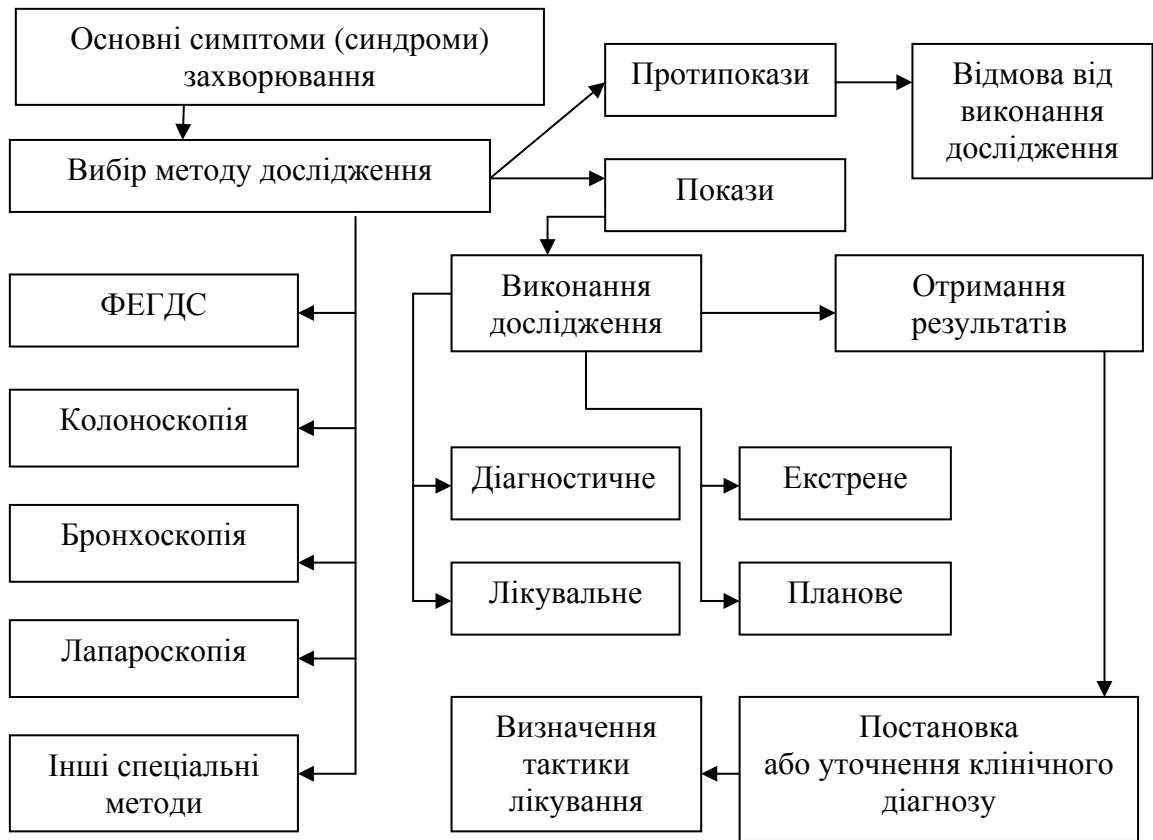 Основні симптоми (синдроми)
захворювання
Протипокази
Відмова від
виконання
дослідження
Вибір методу дослідження
Покази
ФЕГДС
Виконання
дослідження
Отримання
результатів
Колоноскопія
Діагностичне
Екстрене
Бронхоскопія
Лікувальне
Планове
Лапароскопія
Інші спеціальні
методи
Визначення
тактики
лікування
Постановка
або уточнення клінічного
діагнозу